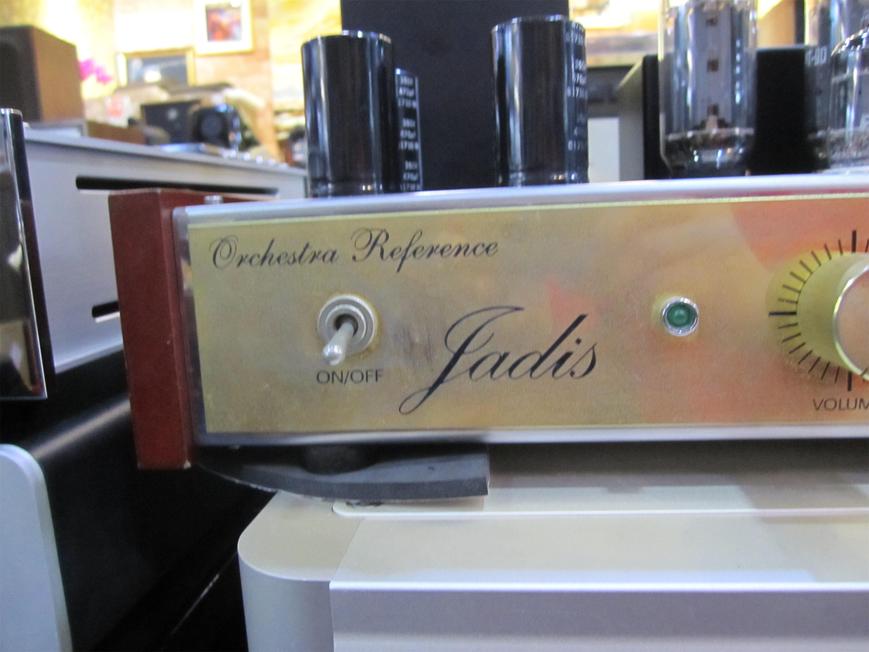 Orchestra Reference
Jadis
ON/OFF
VOLUM